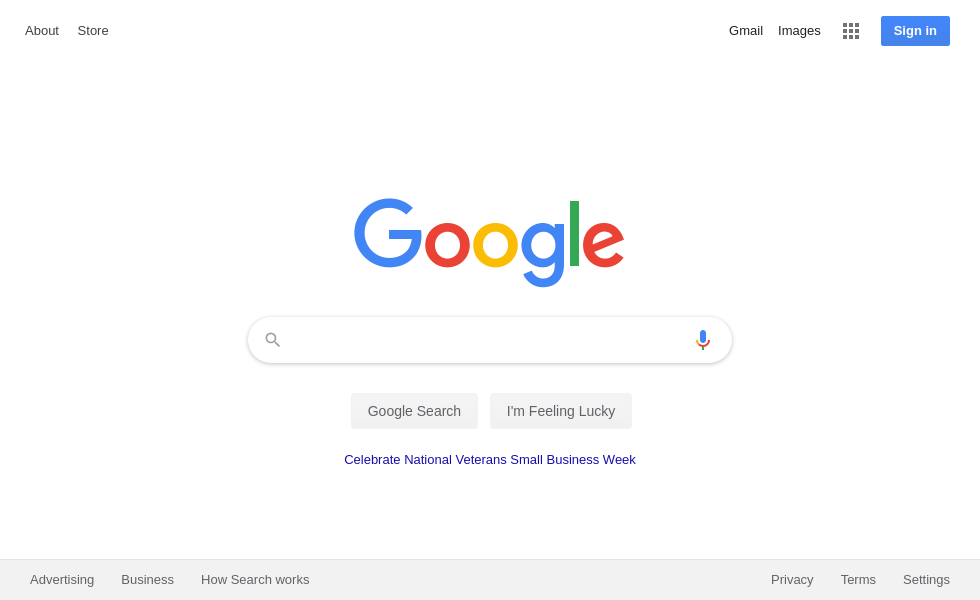 About Store Gmail Images Sign in
Google
Google Search I'm Feeling Lucky
Celebrate National Veterans Small Business Week
Advertising Business How Search works Privacy Terms Settings